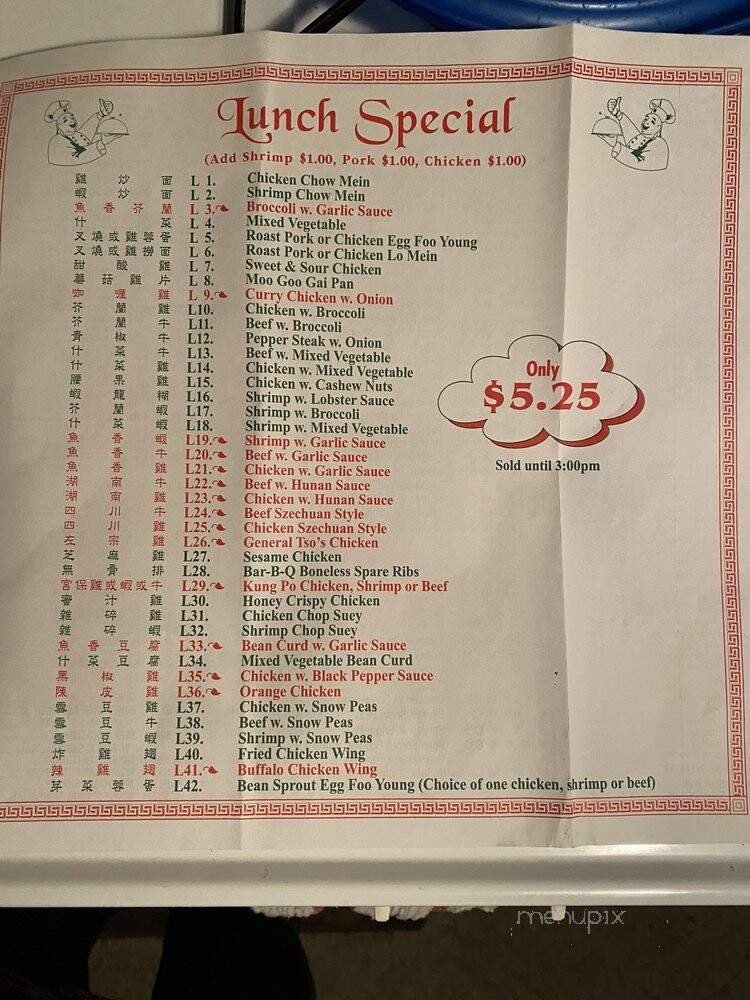 Lunch Special
(Add Shrimp $1.00, Pork $1.00, Chicken $1.00)
雞炒面 L 1. Chicken Chow Mein
蝦炒面 L 2. Shrimp Chow Mein
魚香芥蘭 L 3. Broccoli w. Garlic Sauce
什菜 L 4. Mixed Vegetable
叉燒或雞蓉蛋 L 5. Roast Pork or Chicken Egg Foo Young
叉燒或雞撈面 L 6. Roast Pork or Chicken Lo Mein
甜酸雞 L 7. Sweet & Sour Chicken
蘑菇雞片 L 8. Moo Goo Gai Pan
咖喱雞 L 9. Curry Chicken w. Onion
芥蘭雞 L10. Chicken w. Broccoli
芥蘭牛 L11. Beef w. Broccoli
青椒牛 L12. Pepper Steak w. Onion
什菜牛 L13. Beef w. Mixed Vegetable
什菜雞 L14. Chicken w. Mixed Vegetable
腰果雞 L15. Chicken w. Cashew Nuts
蝦龍糊 L16. Shrimp w. Lobster Sauce
芥蘭蝦 L17. Shrimp w. Broccoli
什菜蝦 L18. Shrimp w. Mixed Vegetable
魚香蝦 L19. Shrimp w. Garlic Sauce
魚香牛 L20. Beef w. Garlic Sauce
魚香雞 L21. Chicken w. Garlic Sauce
湖南牛 L22. Beef w. Hunan Sauce
湖南雞 L23. Chicken w. Hunan Sauce
四川牛 L24. Beef Szechuan Style
四川雞 L25. Chicken Szechuan Style
左宗雞 L26. General Tso's Chicken
芝麻雞 L27. Sesame Chicken
無骨排 L28. Bar-B-Q Boneless Spare Ribs
宮保雞或蝦或牛 L29. Kung Po Chicken, Shrimp or Beef
蜜汁雞 L30. Honey Crispy Chicken
雜碎雞 L31. Chicken Chop Suey
雜碎蝦 L32. Shrimp Chop Suey
魚香豆腐 L33. Bean Curd w. Garlic Sauce
什菜豆腐 L34. Mixed Vegetable Bean Curd
黑椒雞 L35. Chicken w. Black Pepper Sauce
陳皮雞 L36. Orange Chicken
雪豆雞 L37. Chicken w. Snow Peas
雪豆牛 L38. Beef w. Snow Peas
雪豆蝦 L39. Shrimp w. Snow Peas
炸雞翅 L40. Fried Chicken Wing
辣雞翅 L41. Buffalo Chicken Wing
芽菜蓉蛋 L42. Bean Sprout Egg Foo Young (Choice of one chicken, shrimp or beef)
Only
$5.25
Sold until 3:00pm
menupix